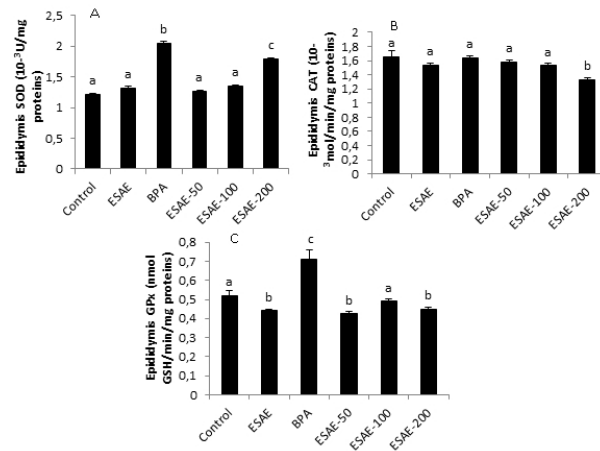 A
Epididymis SOD (10-³U/mg
proteins)
2,5
2
1,5
1
0,5
0
a
a
b
a
a
c
Control
ESAE
BPA
ESAE-50
ESAE-100
ESAE-200
B
Epididymis CAT (10-
³mol/min/mg proteins)
2
1,8
1,6
1,4
1,2
1
0,8
0,6
0,4
0,2
0
a
a
a
a
a
b
Control
ESAE
BPA
ESAE-50
ESAE-100
ESAE-200
C
Epididymis GPx (nmol
GSH/min/mg proteins)
0,8
0,7
0,6
0,5
0,4
0,3
0,2
0,1
0
a
b
c
b
a
b
Control
ESAE
BPA
ESAE-50
ESAE-100
ESAE-200